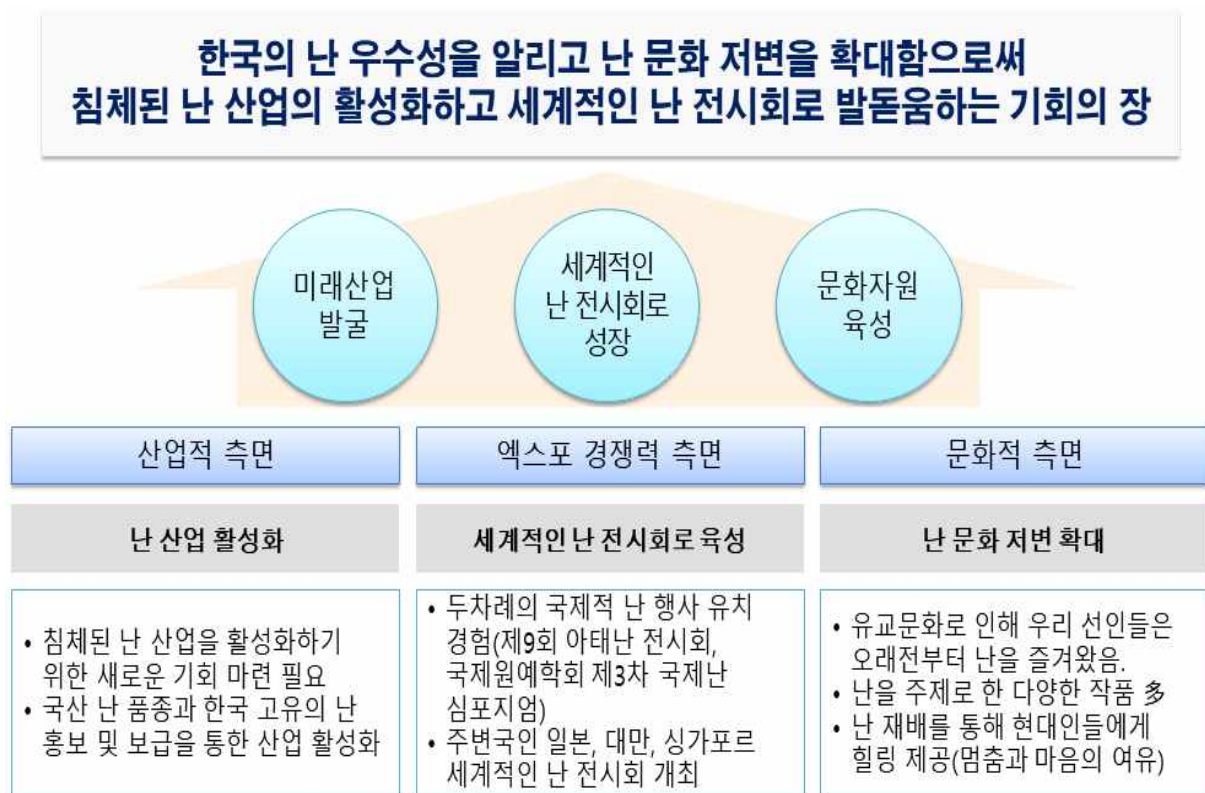 한국의 난 우수성을 알리고 난 문화 저변을 확대함으로써
침체된 난 산업의 활성화하고 세계적인 난 전시회로 발돋움하는 기회의 장
미래산업
발굴
세계적인
난 전시회로
성장
문화자원
육성
산업적 측면
난 산업 활성화
• 침체된 난 산업을 활성화하기
위한 새로운 기회 마련 필요
• 국산 난 품종과 한국 고유의 난
홍보 및 보급을 통한 산업 활성화
엑스포 경쟁력 측면
세계적인 난 전시회로 육성
• 두차례의 국제적 난 행사 유치
경험(제9회 아태난 전시회,
국제원예학회 제3차 국제난
심포지엄)
• 주변국인 일본, 대만, 싱가포르
세계적인 난 전시회 개최
문화적 측면
난 문화 저변 확대
• 유교문화로 인해 우리 선인들은
오래전부터 난을 즐겨왔음.
• 난을 주제로 한 다양한 작품 多
• 난 재배를 통해 현대인들에게
힐링 제공(멈춤과 마음의 여유)